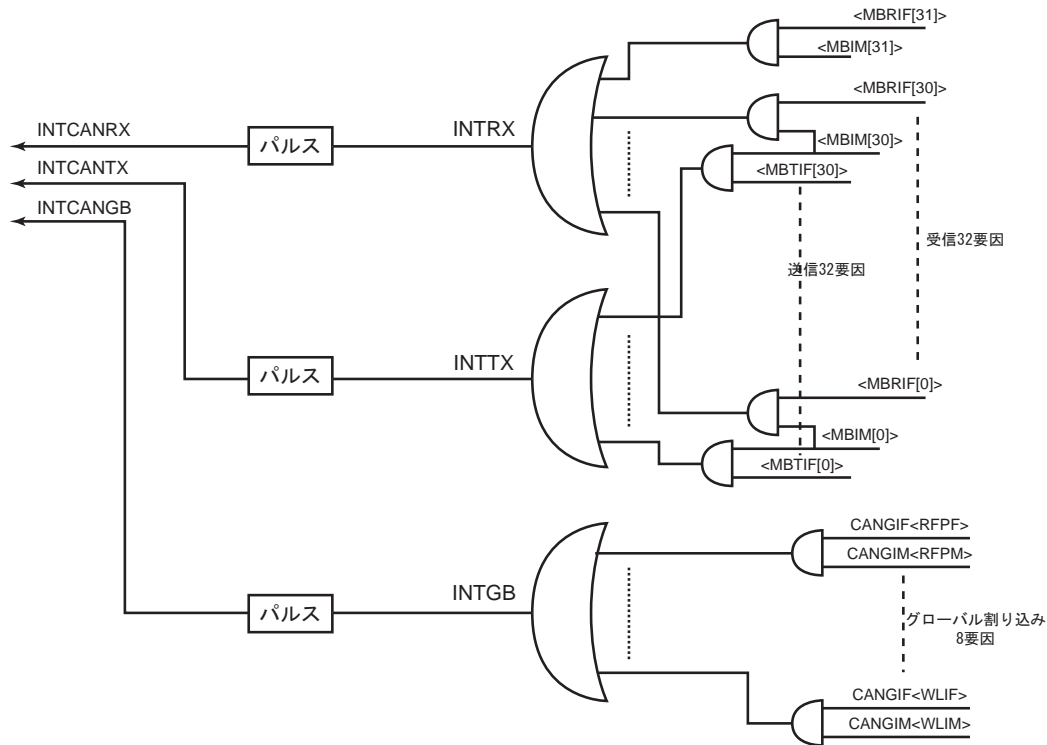 <MBRIF[31]>
<MBIM[31]>
<MBRIF[30]>
INTCANRX
パルス
INTRX
<MBIM[30]>
INTCANTX
<MBTIF[30]>
INTCANGB
受信32要因
送信32要因
パルス
INTTX
<MBRIF[0]>
<MBIM[0]>
<MBTIF[0]>
CANGIF<RFPF>
CANGIM<RFPM>
パルス
INTGB
グローバル割り込み
8要因
CANGIF<WLIF>
CANGIM<WLIM>